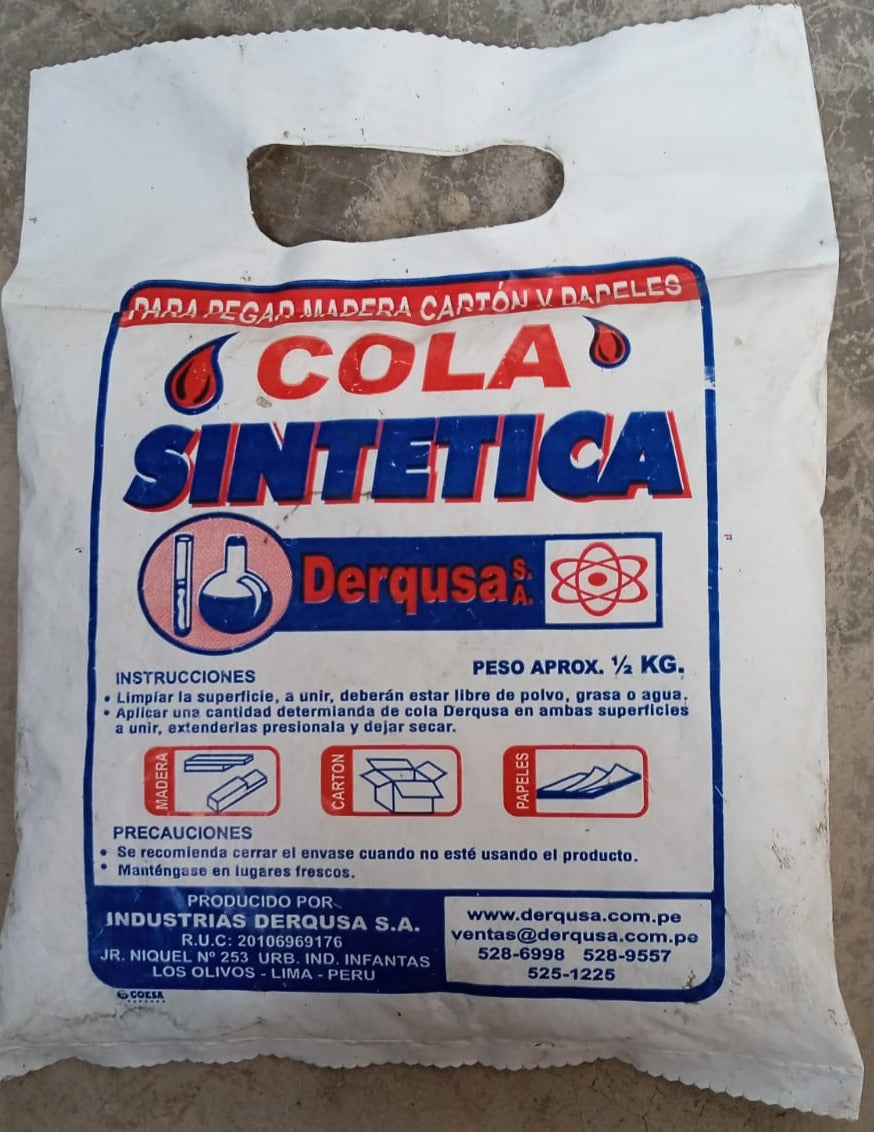 PARA PEGAR MADERA CARTÓN Y PAPELES
COLA
SINTETICA
Derqusa S.A.
PESO APROX. ½ KG.
INSTRUCCIONES
• Limpiar la superficie, a unir, deberán estar libre de polvo, grasa o agua.
• Aplicar una cantidad determianda de cola Derqusa en ambas superficies
a unir, extenderlas presionala y dejar secar.
MADERA
CARTON
PAPELES
PRECAUCIONES
• Se recomienda cerrar el envase cuando no esté usando el producto.
• Manténgase en lugares frescos.
PRODUCIDO POR
INDUSTRIAS DERQUSA S.A.
R.U.C: 20106969176
JR. NIQUEL Nº 253 URB. IND. INFANTAS
LOS OLIVOS - LIMA - PERU
www.derqusa.com.pe
ventas@derqusa.com.pe
528-6998 528-9557
525-1225
COESA